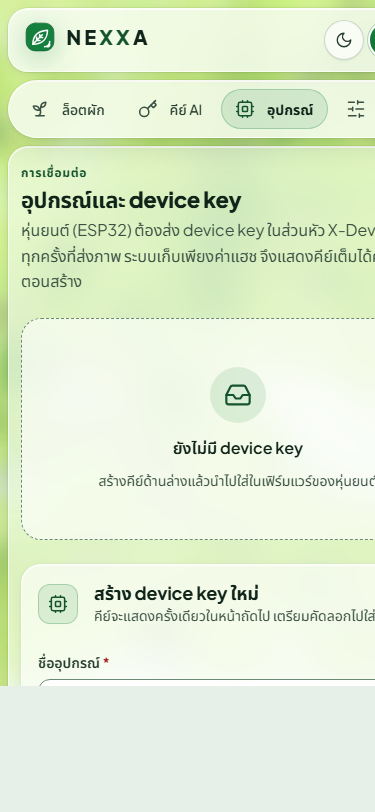 NEXXA
ล็อตผัก
คีย์ AI
อุปกรณ์
การเชื่อมต่อ
อุปกรณ์และ device key
หุ่นยนต์ (ESP32) ต้องส่ง device key ในส่วนหัว X-Dev
ทุกครั้งที่ส่งภาพ ระบบเก็บเพียงค่าแฮช จึงแสดงคีย์เต็มได้
ตอนสร้าง
ยังไม่มี device key
สร้างคีย์ด้านล่างแล้วนำไปใส่ในเฟิร์มแวร์ของหุ่นยนต์
สร้าง device key ใหม่
คีย์จะแสดงครั้งเดียวในหน้าถัดไป เตรียมคัดลอกไปใส่
ชื่ออุปกรณ์ *